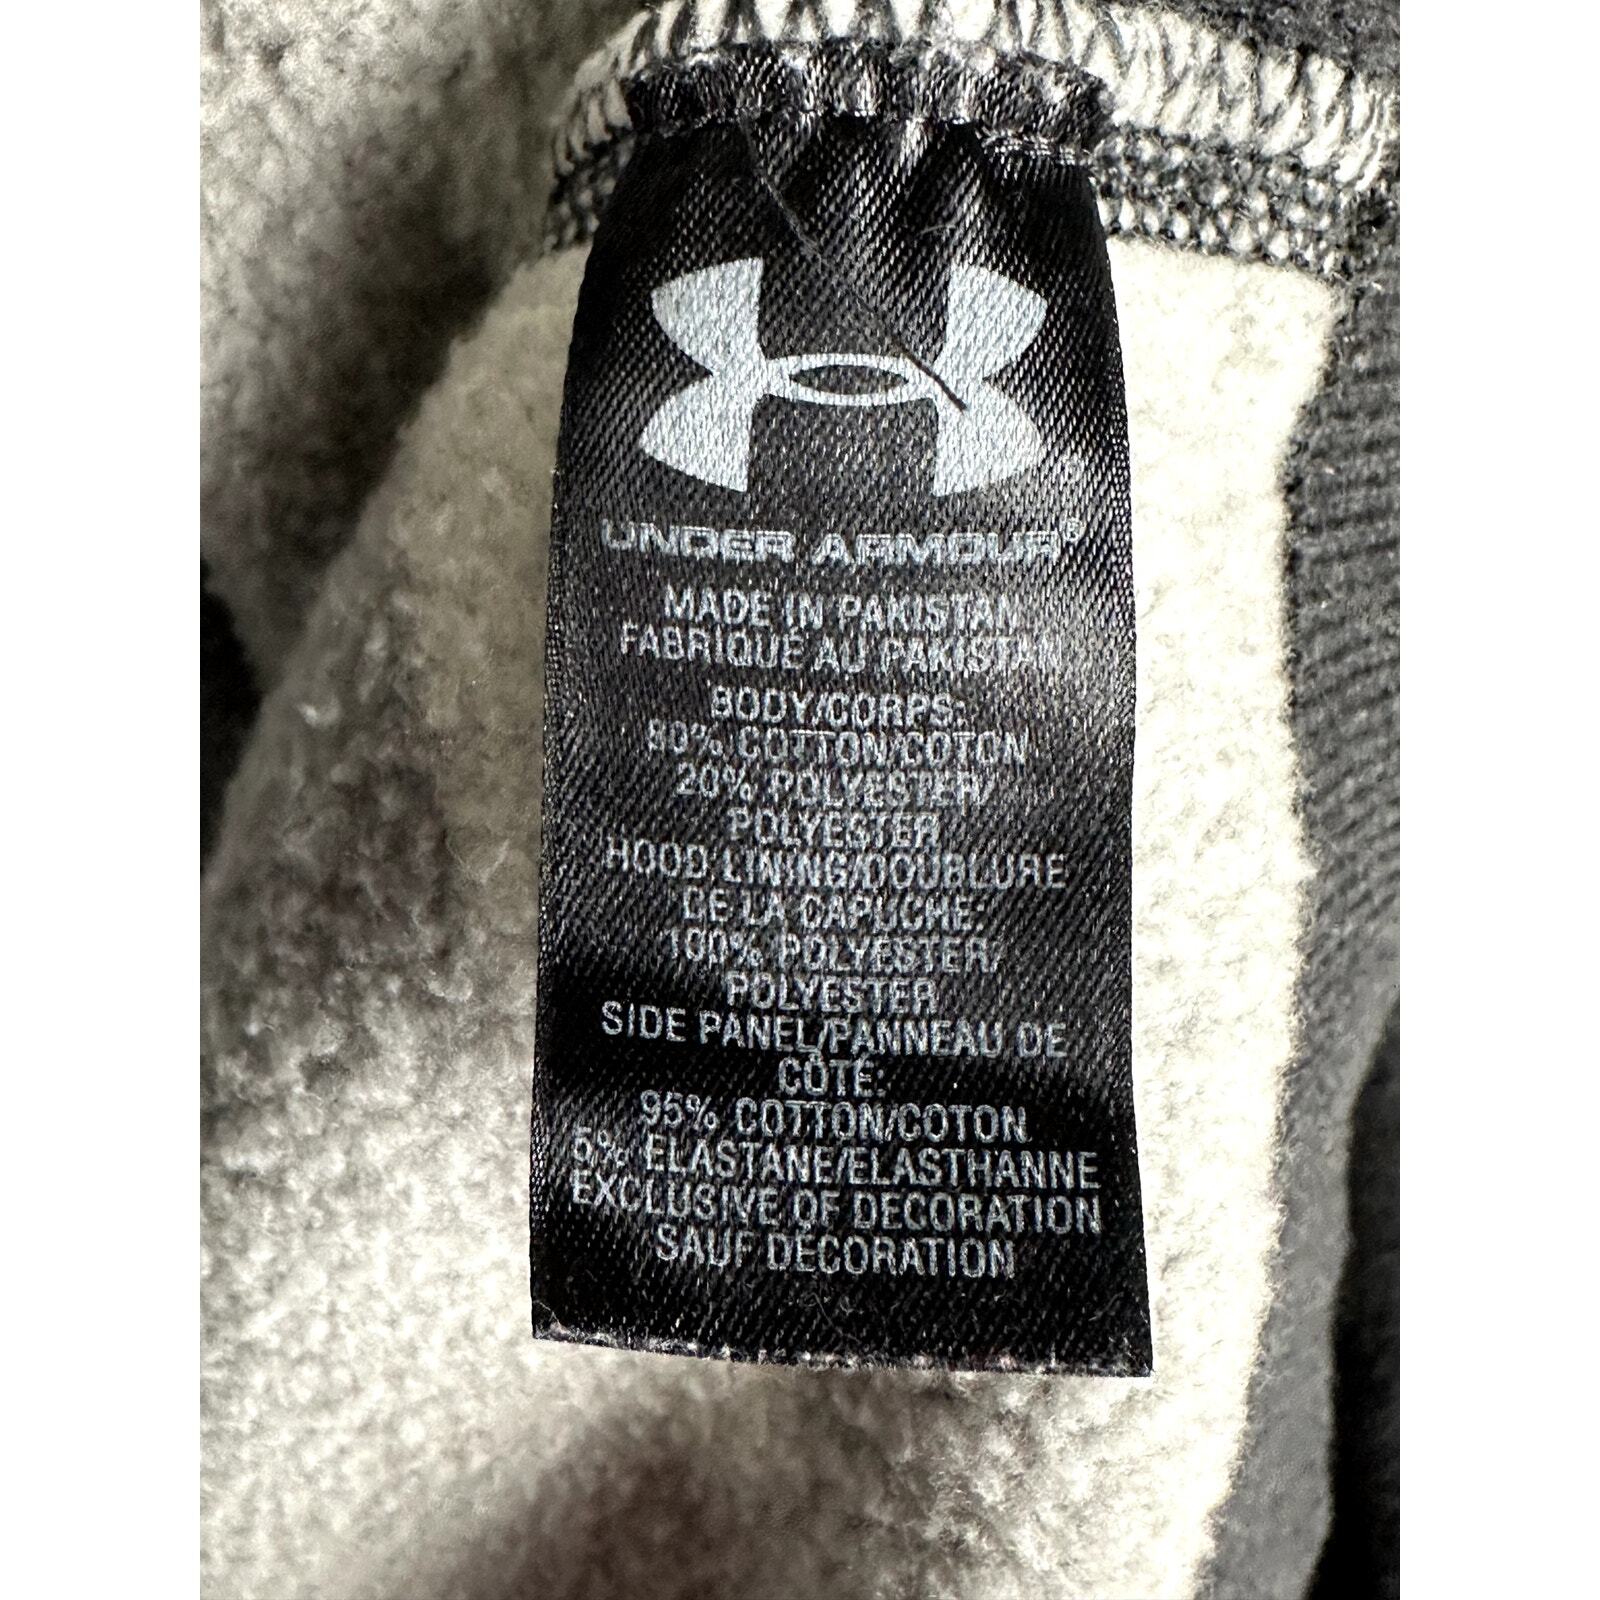 UNDER ARMOUR®
MADE IN PAKISTAN
FABRIQUÉ AU PAKISTAN
BODY/CORPS:
80% COTTON/COTON
20% POLYESTER/
POLYESTER
HOOD LINING/DOUBLURE
DE LA CAPUCHE:
100% POLYESTER/
POLYESTER
SIDE PANEL/PANNEAU DE
CÔTÉ:
95% COTTON/COTON
5% ELASTANE/ELASTHANNE
EXCLUSIVE OF DECORATION
SAUF DÉCORATION